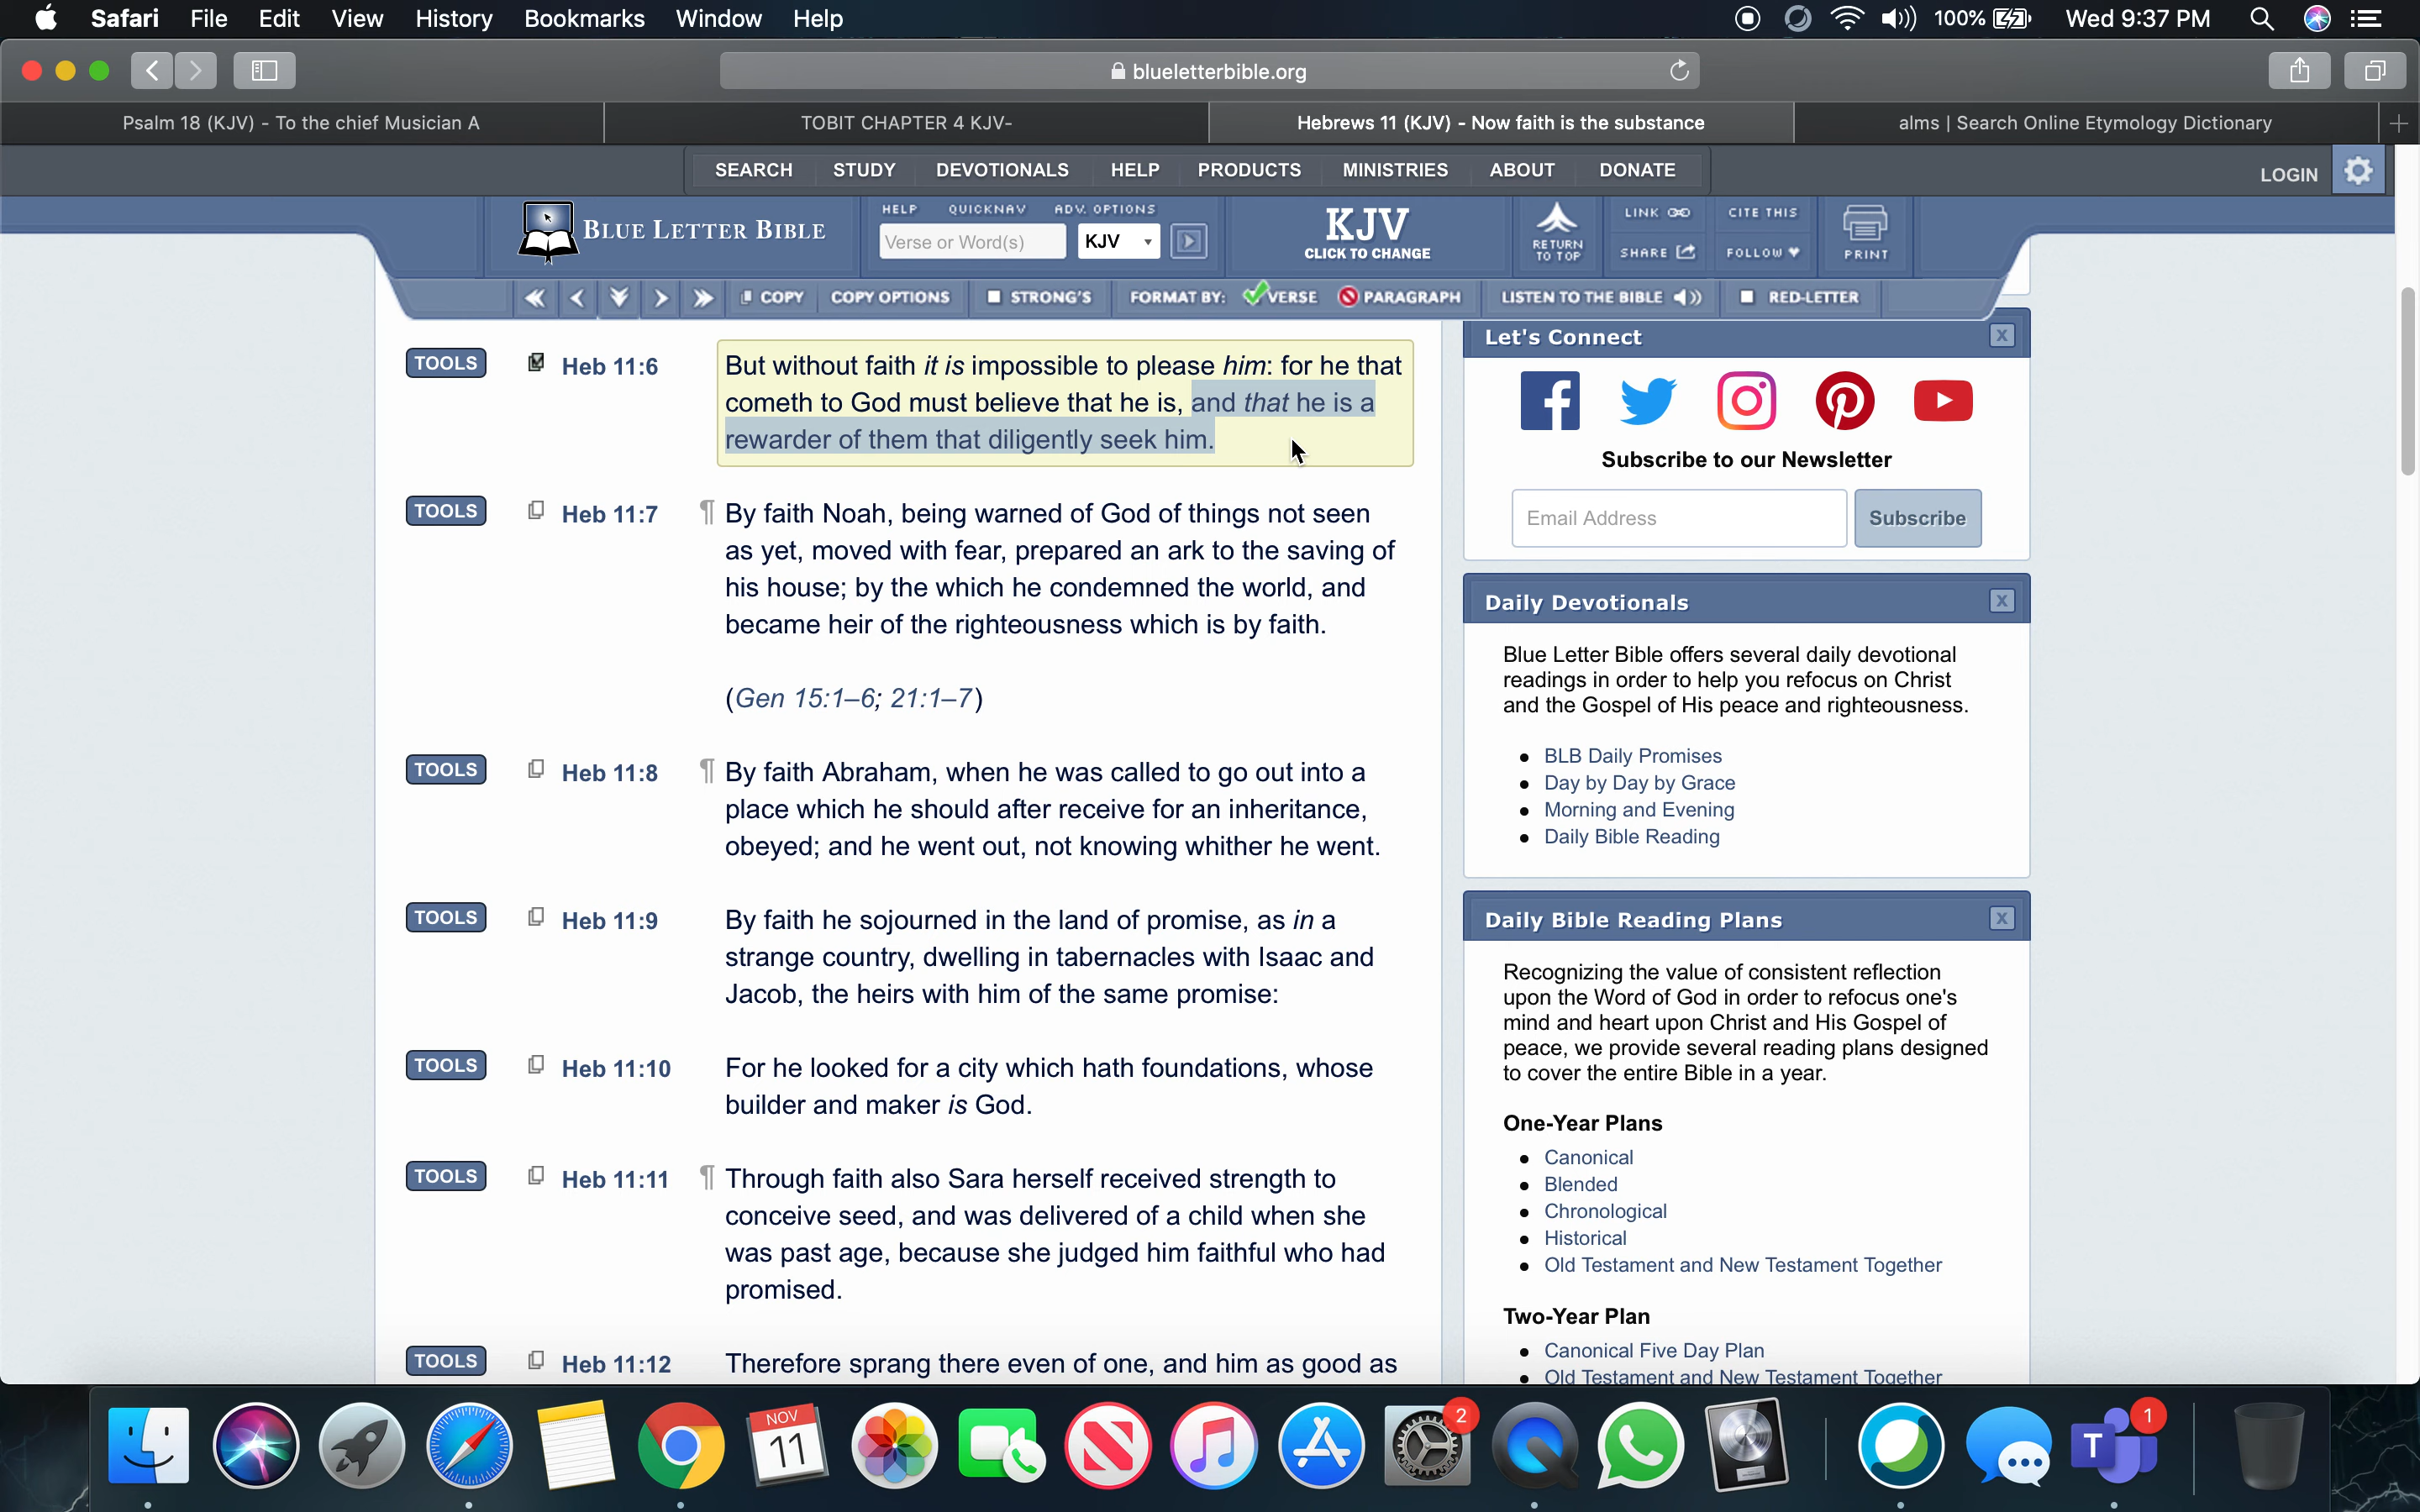 Safari File Edit View History Bookmarks Window Help 100% Wed 9:37 PM
blueletterbible.org
Psalm 18 (KJV) - To the chief Musician A
TOBIT CHAPTER 4 KJV-
Hebrews 11 (KJV) - Now faith is the substance
alms | Search Online Etymology Dictionary
SEARCH STUDY DEVOTIONALS HELP PRODUCTS MINISTRIES ABOUT DONATE
LOGIN
BLUE LETTER BIBLE
HELP QUICKNAV ADV. OPTIONS
Verse or Word(s) KJV
KJV
CLICK TO CHANGE
RETURN
TO TOP
LINK CITE THIS
SHARE FOLLOW
PRINT
COPY COPY OPTIONS STRONG'S FORMAT BY: VERSE PARAGRAPH LISTEN TO THE BIBLE RED-LETTER
TOOLS Heb 11:6 But without faith it is impossible to please him: for he that
cometh to God must believe that he is, and that he is a
rewarder of them that diligently seek him.
TOOLS Heb 11:7 ¶ By faith Noah, being warned of God of things not seen
as yet, moved with fear, prepared an ark to the saving of
his house; by the which he condemned the world, and
became heir of the righteousness which is by faith.
(Gen 15:1–6; 21:1–7)
TOOLS Heb 11:8 ¶ By faith Abraham, when he was called to go out into a
place which he should after receive for an inheritance,
obeyed; and he went out, not knowing whither he went.
TOOLS Heb 11:9 By faith he sojourned in the land of promise, as in a
strange country, dwelling in tabernacles with Isaac and
Jacob, the heirs with him of the same promise:
TOOLS Heb 11:10 For he looked for a city which hath foundations, whose
builder and maker is God.
TOOLS Heb 11:11 ¶ Through faith also Sara herself received strength to
conceive seed, and was delivered of a child when she
was past age, because she judged him faithful who had
promised.
TOOLS Heb 11:12 Therefore sprang there even of one, and him as good as
Let's Connect X
Subscribe to our Newsletter
Email Address Subscribe
Daily Devotionals X
Blue Letter Bible offers several daily devotional
readings in order to help you refocus on Christ
and the Gospel of His peace and righteousness.
BLB Daily Promises
Day by Day by Grace
Morning and Evening
Daily Bible Reading
Daily Bible Reading Plans X
Recognizing the value of consistent reflection
upon the Word of God in order to refocus one's
mind and heart upon Christ and His Gospel of
peace, we provide several reading plans designed
to cover the entire Bible in a year.
One-Year Plans
Canonical
Blended
Chronological
Historical
Old Testament and New Testament Together
Two-Year Plan
Canonical Five Day Plan
Old Testament and New Testament Together
NOV
11
2
T 1